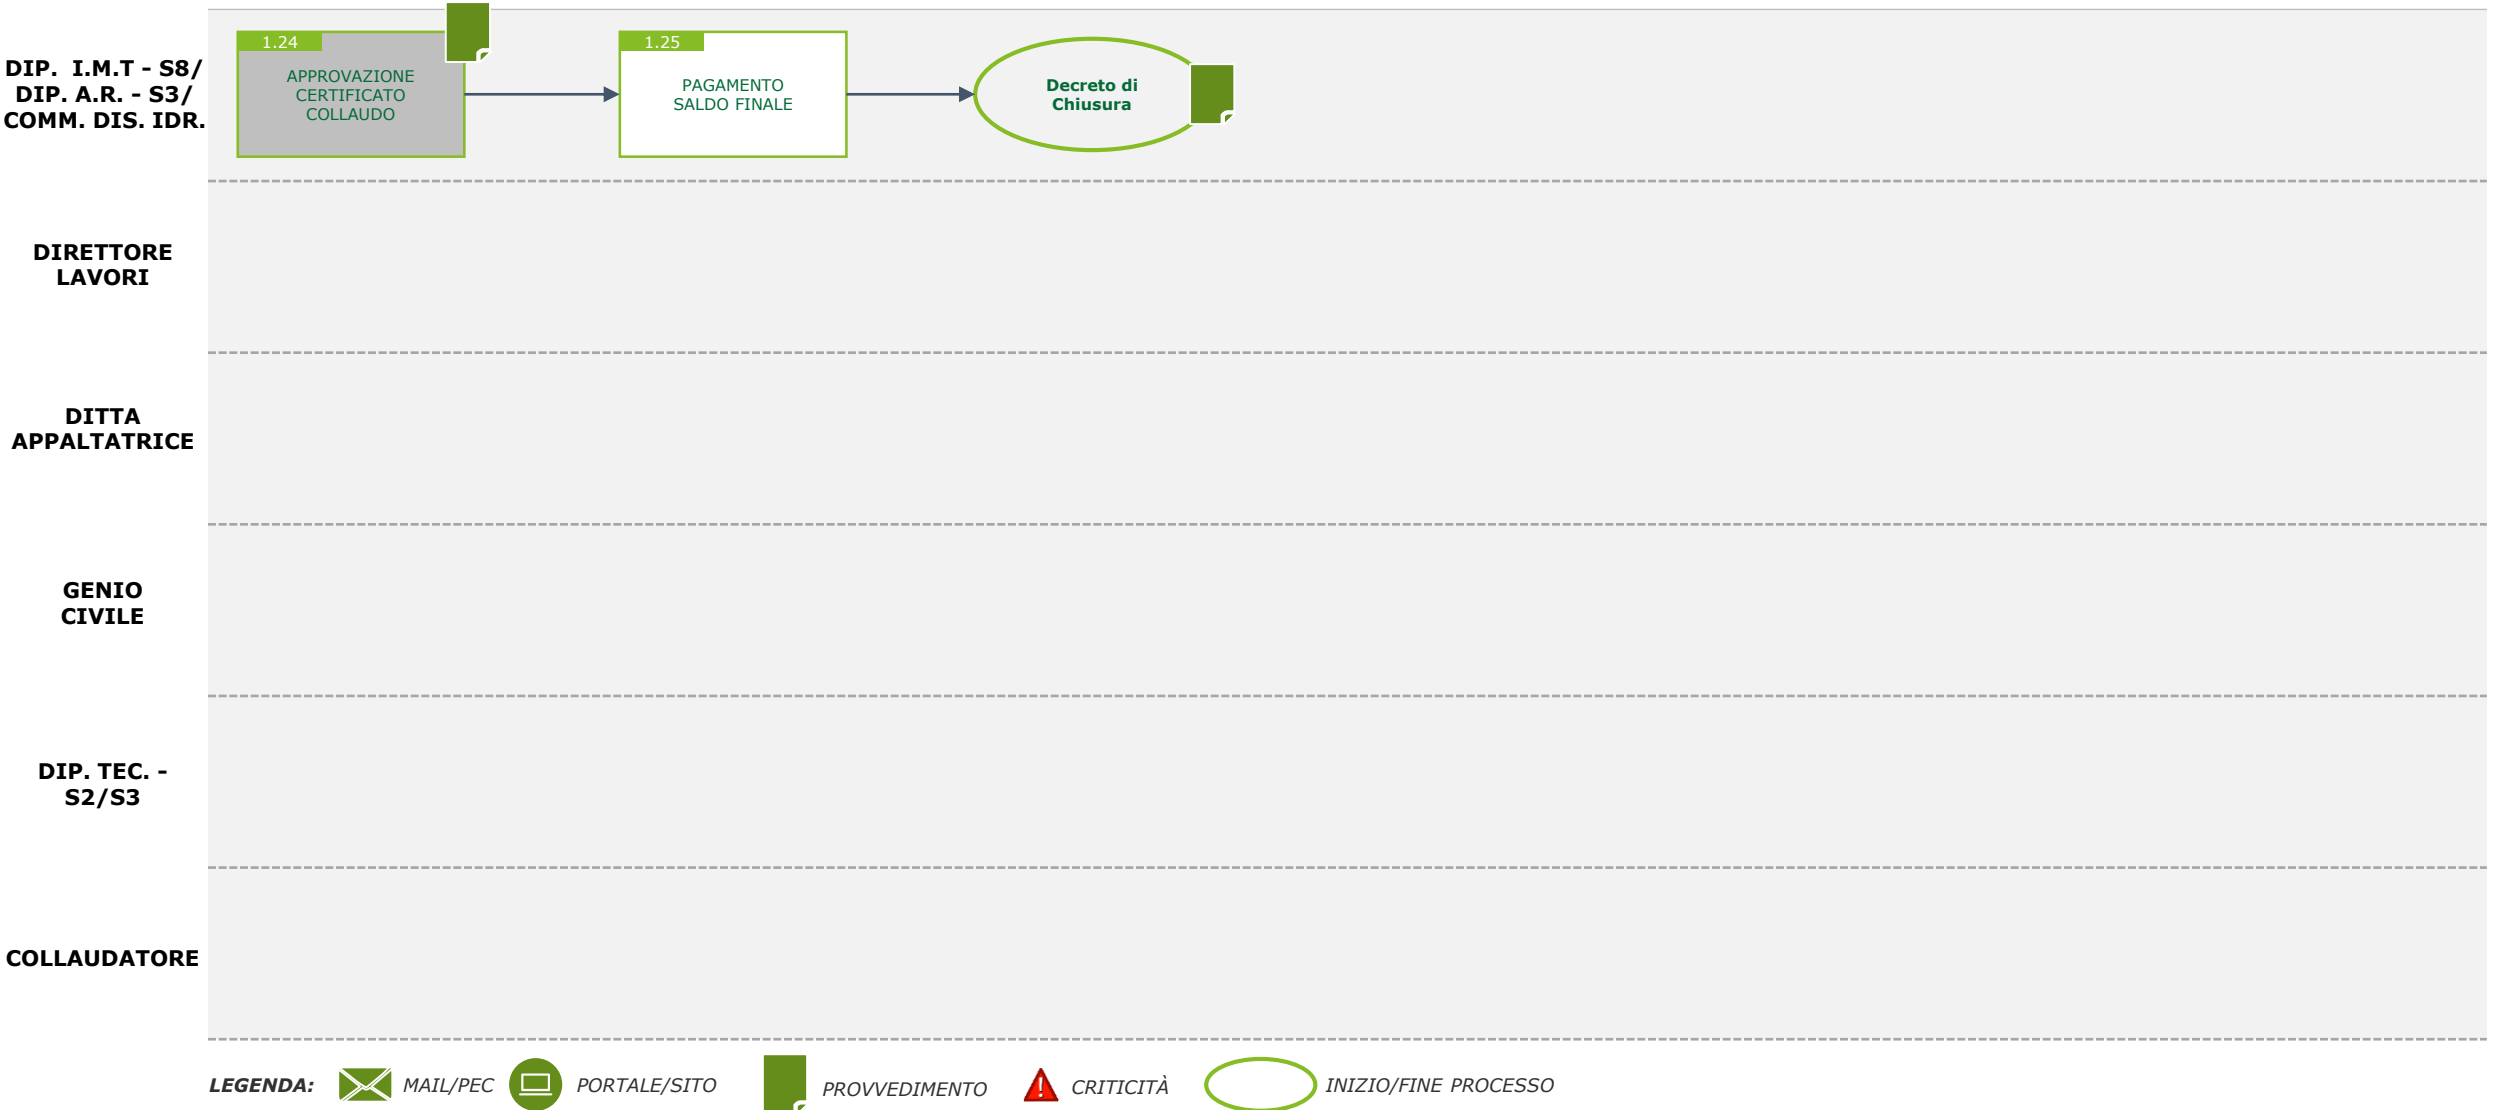 DIP. I.M.T - S8/
DIP. A.R. - S3/
COMM. DIS. IDR.
1.24
APPROVAZIONE
CERTIFICATO
COLLAUDO
1.25
PAGAMENTO
SALDO FINALE
Decreto di
Chiusura
DIRETTORE
LAVORI
DITTA
APPALTATRICE
GENIO
CIVILE
DIP. TEC. -
S2/S3
COLLAUDATORE
LEGENDA: MAIL/PEC PORTALE/SITO PROVVEDIMENTO CRITICITÀ INIZIO/FINE PROCESSO